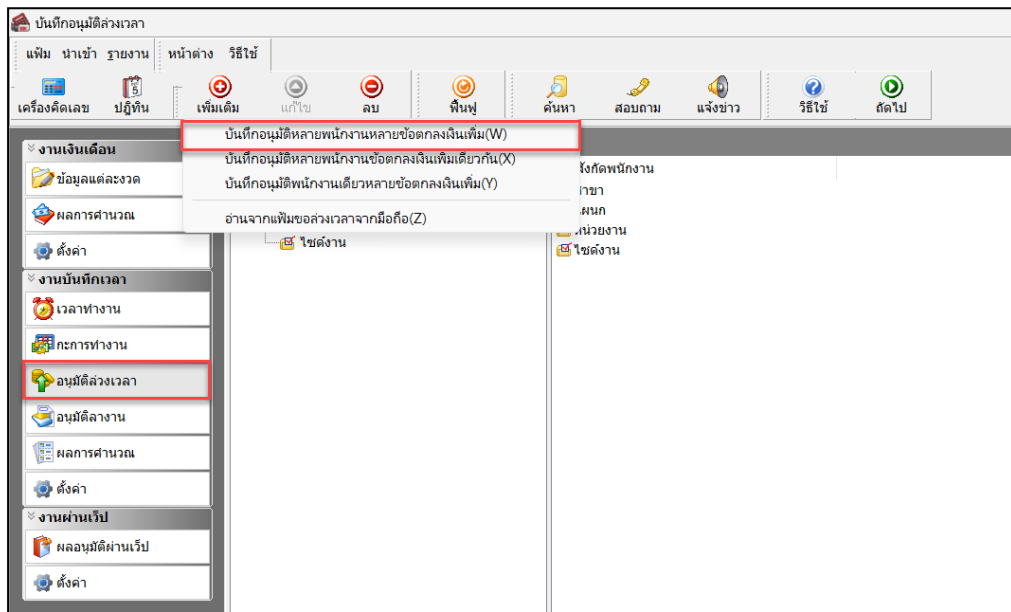 บันทึกอนุมัติล่วงเวลา
แฟ้ม นำเข้า รายงาน หน้าต่าง วิธีใช้
เครื่องคิดเลข ปฏิทิน เพิ่มเติม แก้ไข ลบ ฟื้นฟู ค้นหา สอบถาม แจ้งข่าว วิธีใช้ ถัดไป
5
บันทึกอนุมัติหลายพนักงานหลายข้อตกลงเงินเพิ่ม(W)
บันทึกอนุมัติหลายพนักงานข้อตกลงเงินเพิ่มเดียวกัน(X)
บันทึกอนุมัติพนักงานเดียวหลายข้อตกลงเงินเพิ่ม(Y)
อ่านจากแฟ้มขอล่วงเวลาจากมือถือ(Z)
งานเงินเดือน
ข้อมูลแต่ละงวด
ผลการคำนวณ
ตั้งค่า
งานบันทึกเวลา
เวลาทำงาน
กะการทำงาน
อนุมัติล่วงเวลา
อนุมัติลางาน
ผลการคำนวณ
ตั้งค่า
งานผ่านเว็ป
ผลอนุมัติผ่านเว็ป
ตั้งค่า
ไซด์งาน
ไซด์งาน